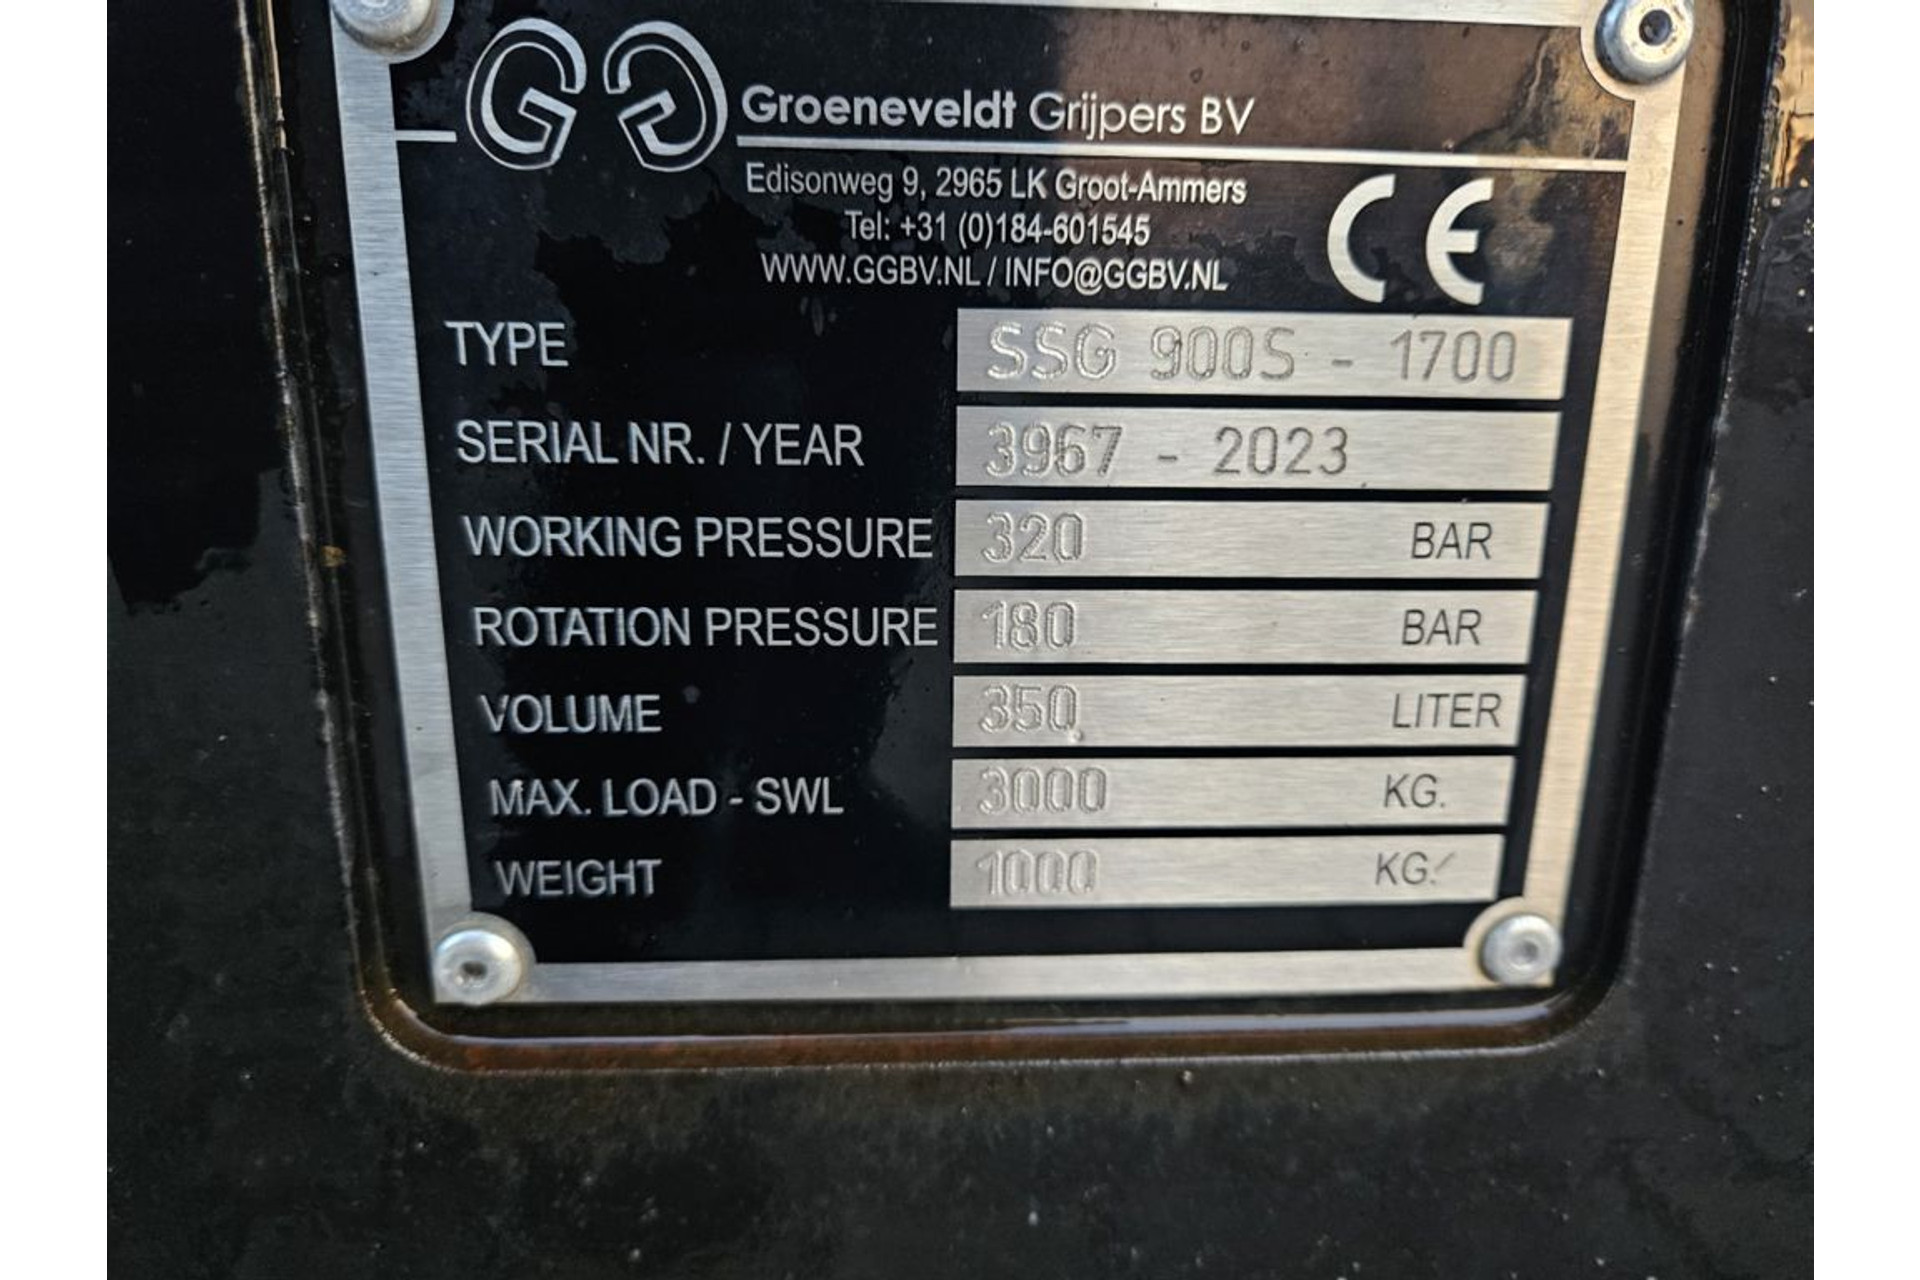 GG Groeneveldt Grijpers BV
Edisonweg 9, 2965 LK Groot-Ammers
Tel: +31 (0)184-601545
WWW.GGBV.NL / INFO@GGBV.NL
CE
TYPE SSG 900S - 1700
SERIAL NR. / YEAR 3967 - 2023
WORKING PRESSURE 320 BAR
ROTATION PRESSURE 180 BAR
VOLUME 350 LITER
MAX. LOAD - SWL 3000 KG.
WEIGHT 1000 KG.